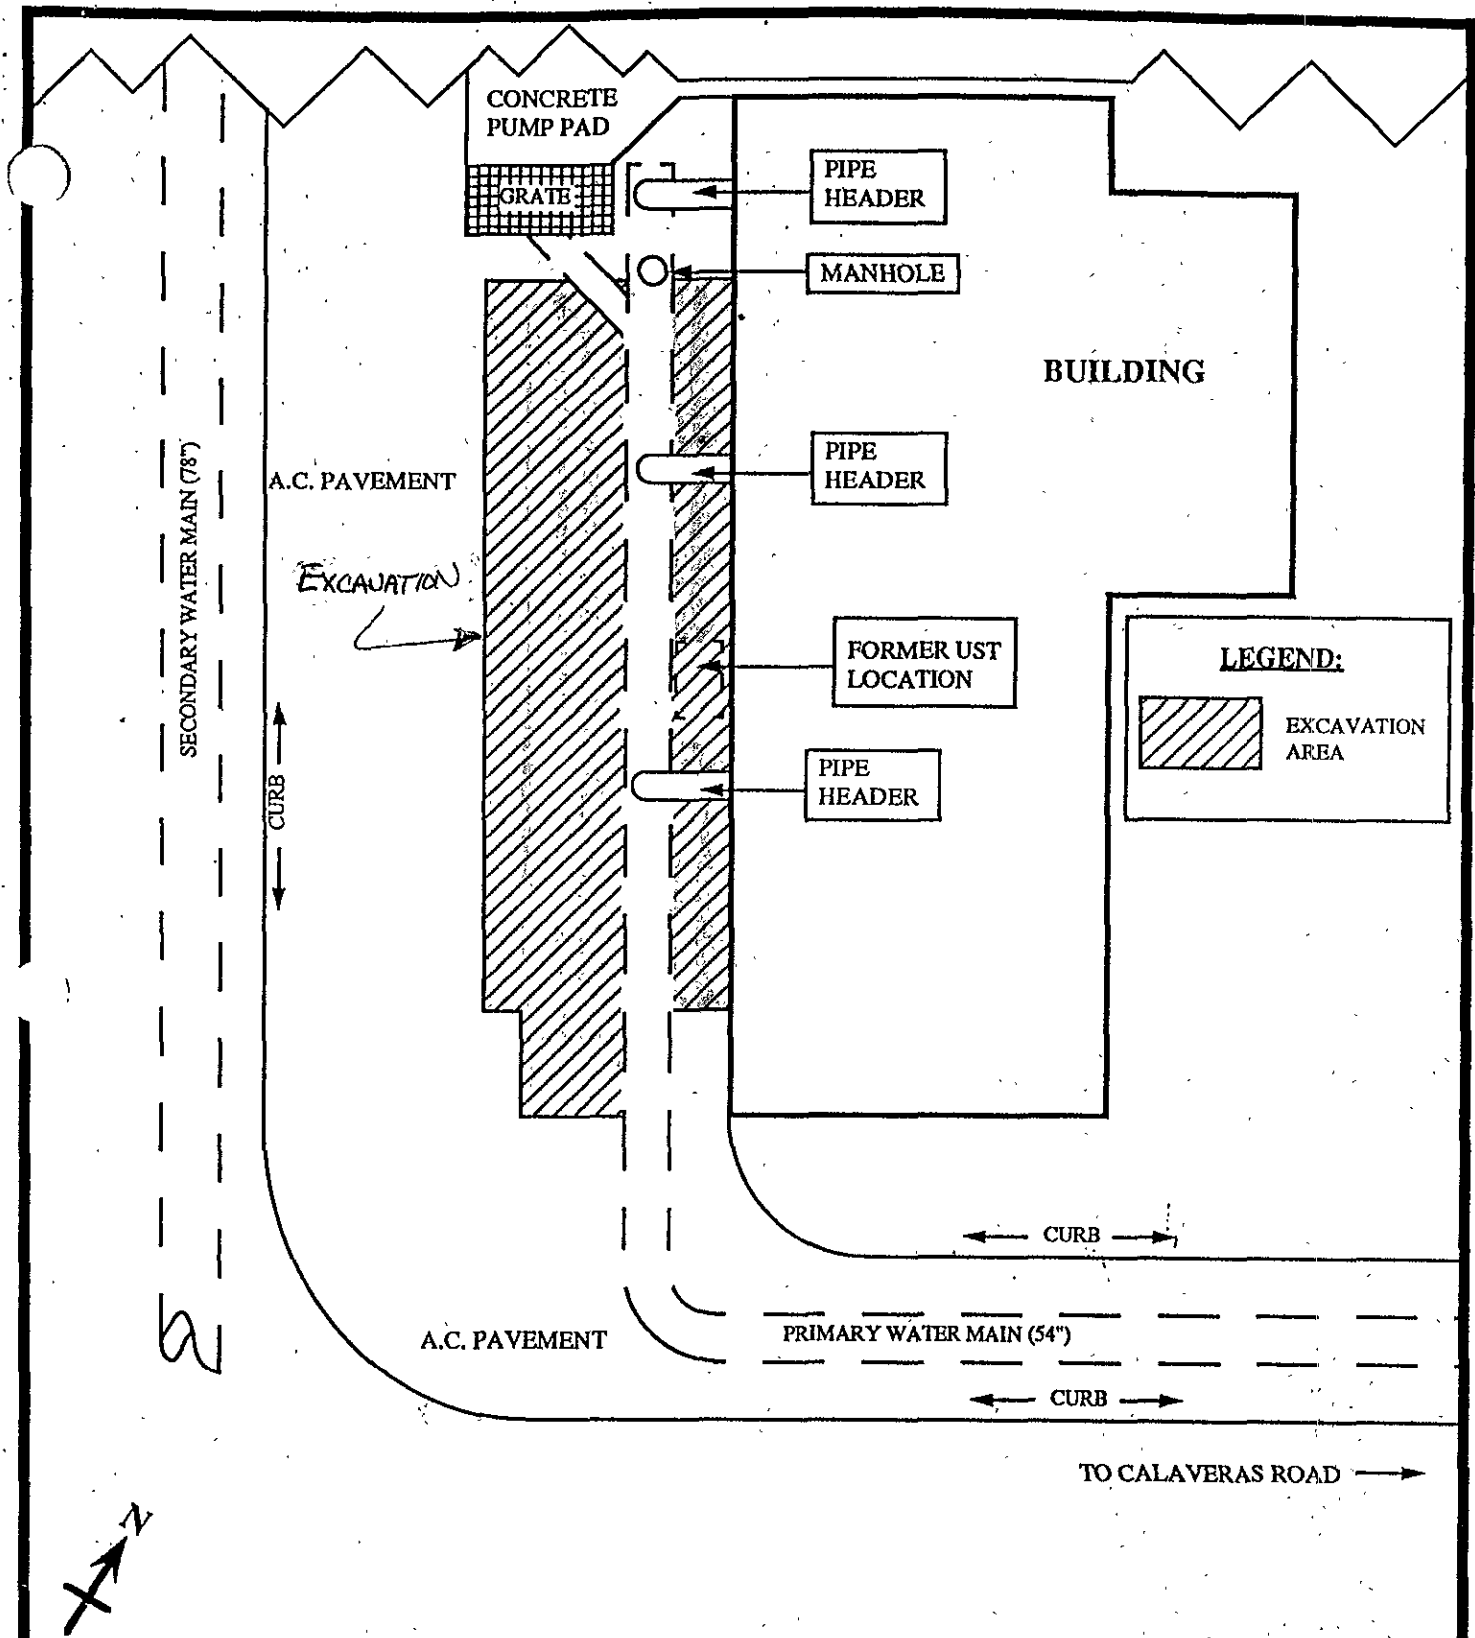 CONCRETE
PUMP PAD
GRATE
PIPE
HEADER
MANHOLE
BUILDING
PIPE
HEADER
A.C. PAVEMENT
SECONDARY WATER MAIN (78")
EXCAVATION
FORMER UST
LOCATION
LEGEND:
EXCAVATION
AREA
PIPE
HEADER
CURB
CURB
A.C. PAVEMENT
PRIMARY WATER MAIN (54")
CURB
TO CALAVERAS ROAD
N